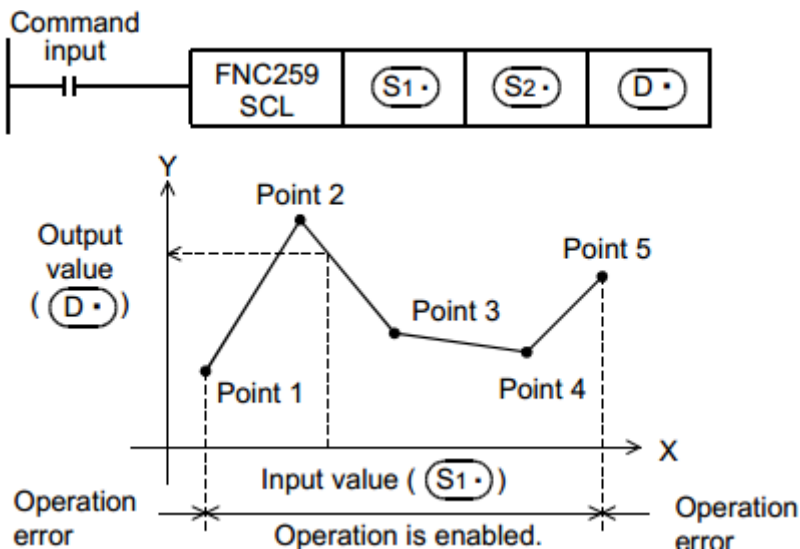 Command
input
FNC259
SCL
S1·
S2·
D·
Y
Point 2
Output
value
( D· )
Point 5
Point 3
Point 1
Point 4
X
Input value ( S1· )
Operation
error
Operation is enabled.
Operation
error